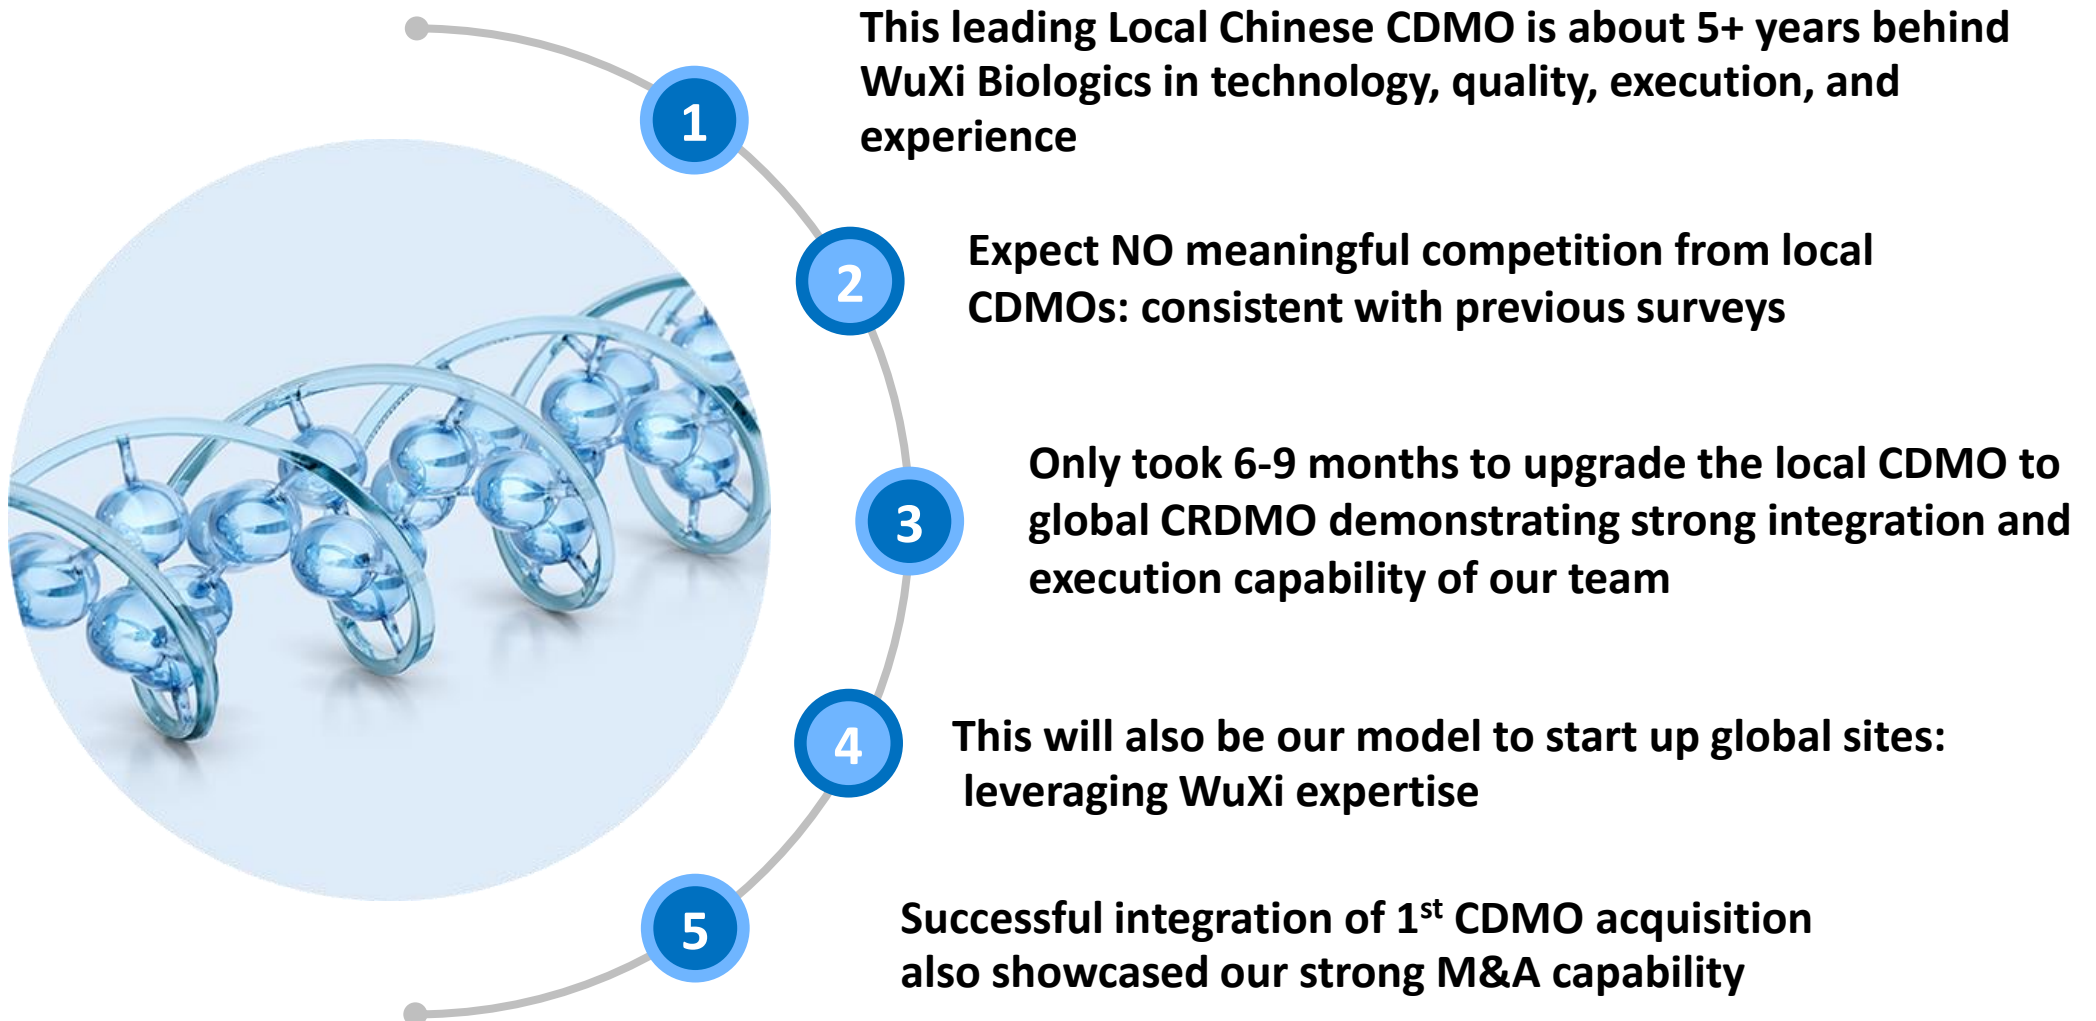 This leading Local Chinese CDMO is about 5+ years behind
WuXi Biologics in technology, quality, execution, and
experience
1
Expect NO meaningful competition from local
CDMOs: consistent with previous surveys
2
Only took 6-9 months to upgrade the local CDMO to
global CRDMO demonstrating strong integration and
execution capability of our team
3
This will also be our model to start up global sites:
leveraging WuXi expertise
4
Successful integration of 1st CDMO acquisition
also showcased our strong M&A capability
5